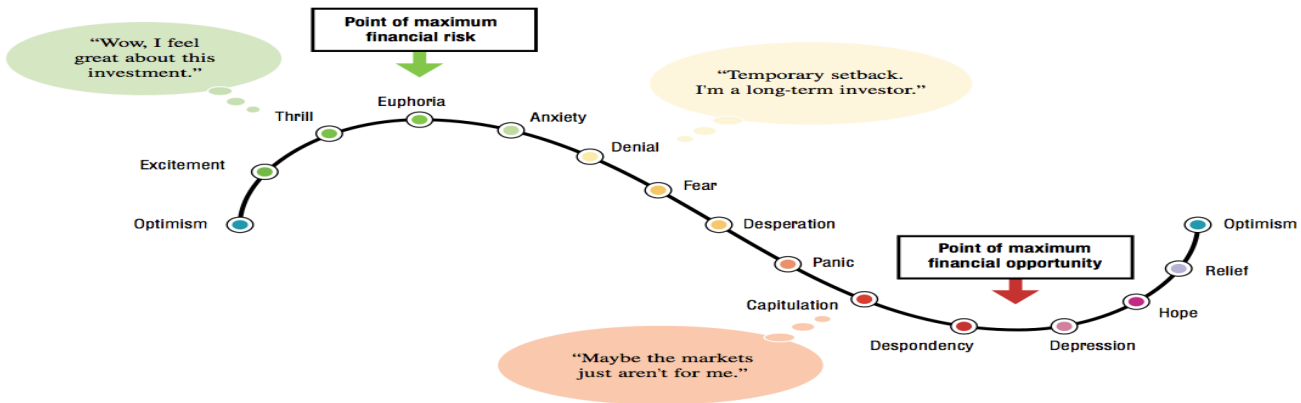 Point of maximum
financial risk
“Wow, I feel
great about this
investment.”
“Temporary setback.
I'm a long-term investor.”
Euphoria
Thrill
Anxiety
Denial
Excitement
Fear
Optimism
Desperation
Optimism
Point of maximum
financial opportunity
Panic
Relief
Capitulation
Hope
Despondency
Depression
“Maybe the markets
just aren't for me.”